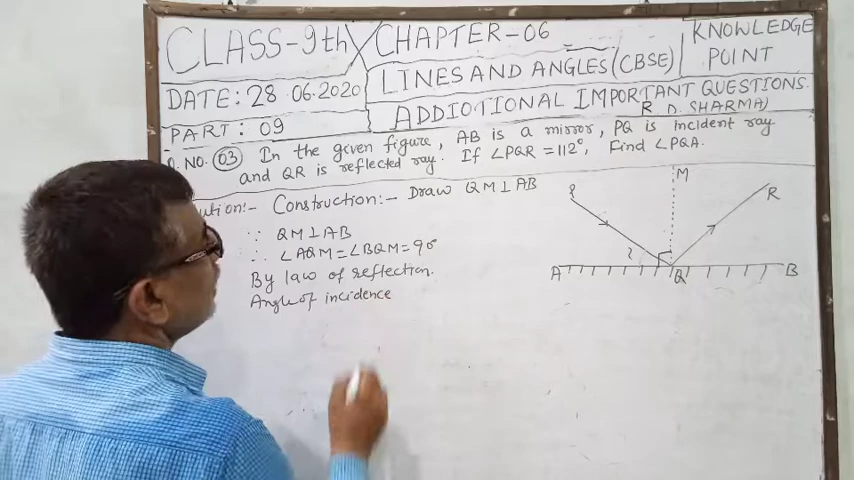 CLASS-9th
CHAPTER-06
KNOWLEDGE
POINT
LINES AND ANGLES (CBSE)
DATE: 28.06.2020
ADDIOTIONAL IMPORTANT QUESTIONS
R D. SHARMA)
PART: 09
Q. NO. 03 In the given figure, AB is a mirror, PQ is incident ray
and QR is reflected ray. If ∠PQR = 112°, Find ∠PQA.
ution:- Construction:- Draw QM ⊥ AB
∵ QM ⊥ AB
∴ ∠AQM = ∠BQM = 90°
By law of reflection.
Angle of incidence
P
M
R
?
A
Q
B